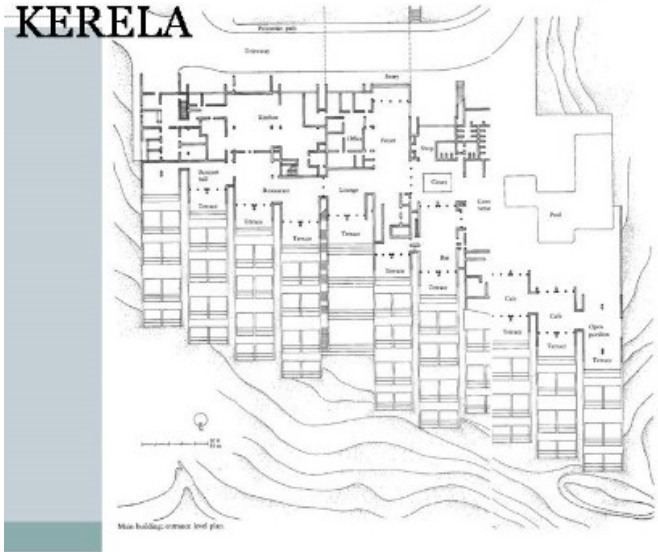 KERELA
Pedestrian path
Driveway
Entry
Kitchen
Office
Foyer
Shop
Court
Banquet
hall
Restaurant
Lounge
Pool
Terrace
Terrace
Terrace
Terrace
Bar
Terrace
Terrace
Cafe
Cafe
Open
pavilion
Terrace
Terrace
Terrace
Main building: entrance level plan.